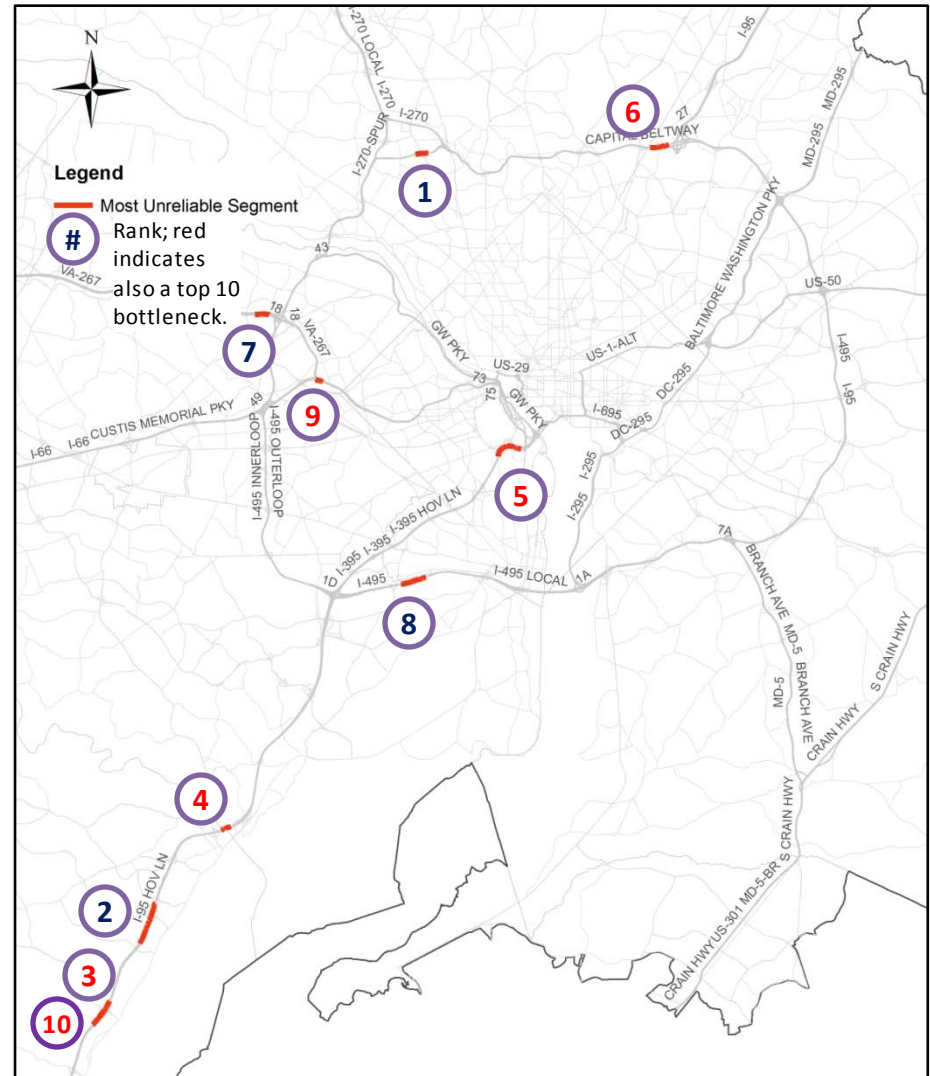 N
I-270 LOCAL I-270
I-95
MD-295
MD-295
27
6
CAPITAL BELTWAY
I-270
I-270-SPUR
1
Legend
Most Unreliable Segment
#
Rank; red
indicates
also a top 10
bottleneck.
VA-267
43
18
18
VA-267
7
GW PKY
BALTIMORE WASHINGTON PKY
US-50
US-1-ALT
US-29
73
75
GW PKY
DC-295
I-495
I-95
9
49
I-66
I-66 CUSTIS MEMORIAL PKY
I-695
DC-295
I-495 INNERLOOP
I-495 OUTERLOOP
5
I-295
I-295
I-395 I-395 I-395 HOV LN
7A
1D
I-495
I-495 LOCAL
1A
8
BRANCH AVE MD-5 BRANCH AVE
MD-5
S CRAIN HWY
CRAIN HWY
4
S CRAIN HWY
I-95 HOV LN
2
CRAIN HWY US-301 MD-5-BR
3
10